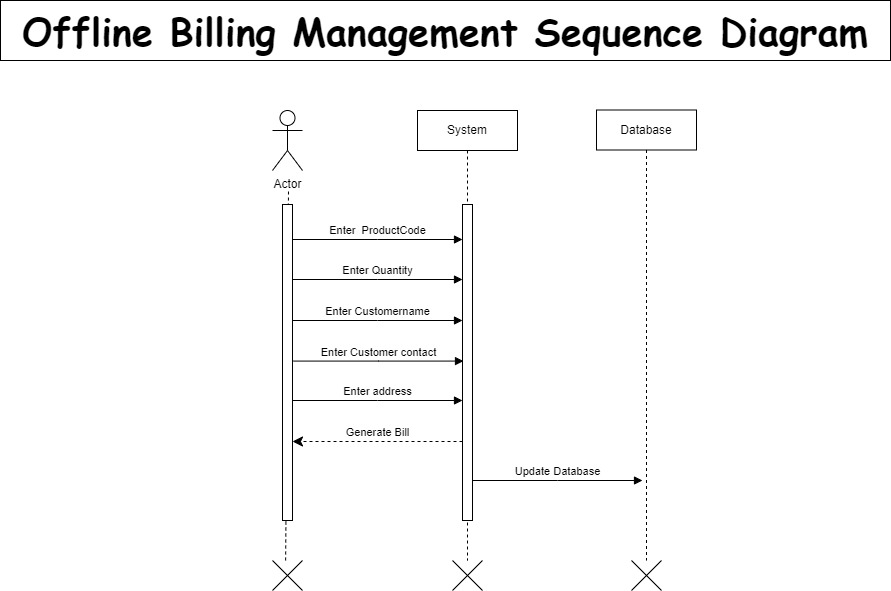 Offline Billing Management Sequence Diagram
System
Database
Actor
Enter ProductCode
Enter Quantity
Enter Customername
Enter Customer contact
Enter address
Generate Bill
Update Database